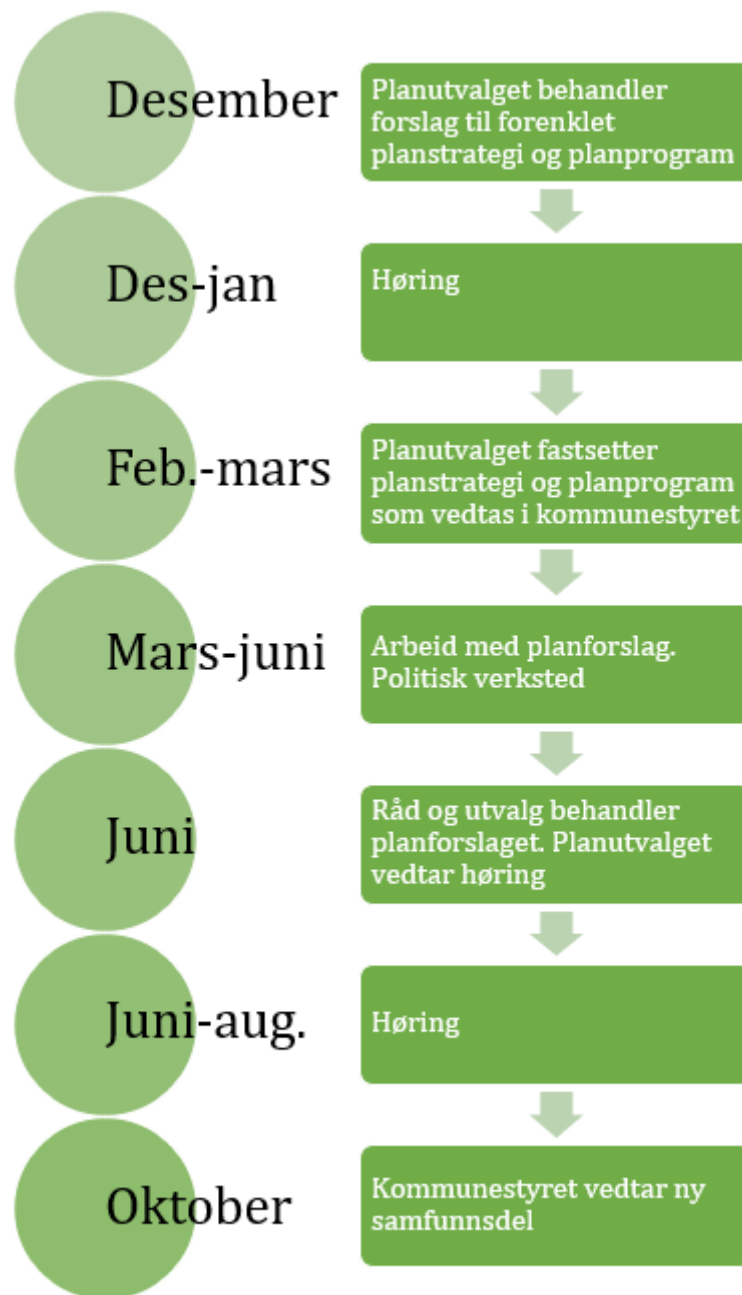 Desember
Planutvalget behandler
forslag til forenklet
planstrategi og planprogram
Des-jan
Høring
Feb.-mars
Planutvalget fastsetter
planstrategi og planprogram
som vedtas i kommunestyret
Mars-juni
Arbeid med planforslag.
Politisk verksted
Juni
Råd og utvalg behandler
planforslaget. Planutvalget
vedtar høring
Juni-aug.
Høring
Oktober
Kommunestyret vedtar ny
samfunnsdel